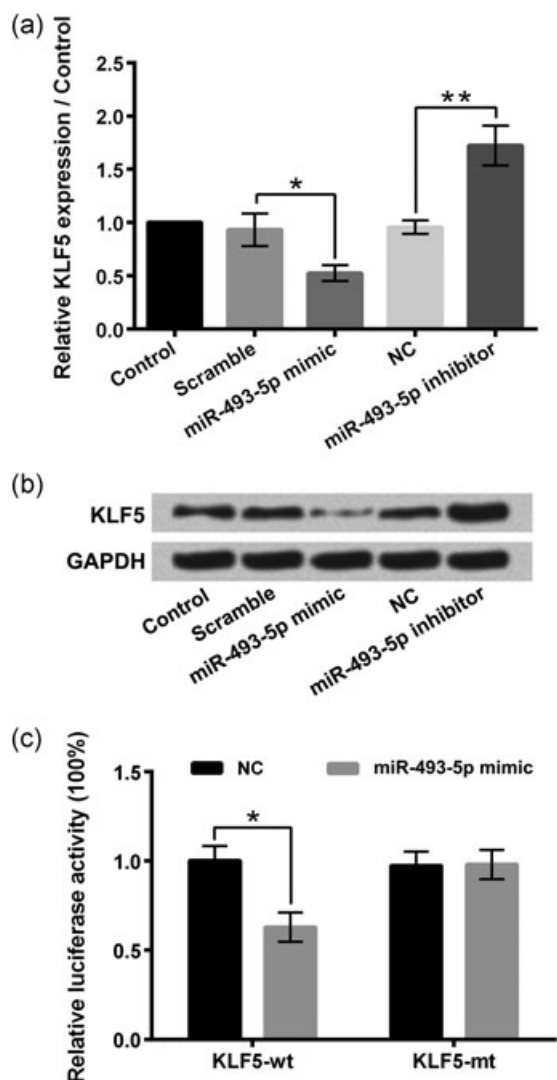 (a)
Relative KLF5 expression / Control
2.5
2.0
1.5
1.0
0.5
0.0
*
**
Control
Scramble
miR-493-5p mimic
NC
miR-493-5p inhibitor
(b)
KLF5
GAPDH
Control
Scramble
miR-493-5p mimic
NC
miR-493-5p inhibitor
(c)
Relative luciferase activity (100%)
NC
miR-493-5p mimic
1.5
1.0
0.5
0.0
*
KLF5-wt
KLF5-mt